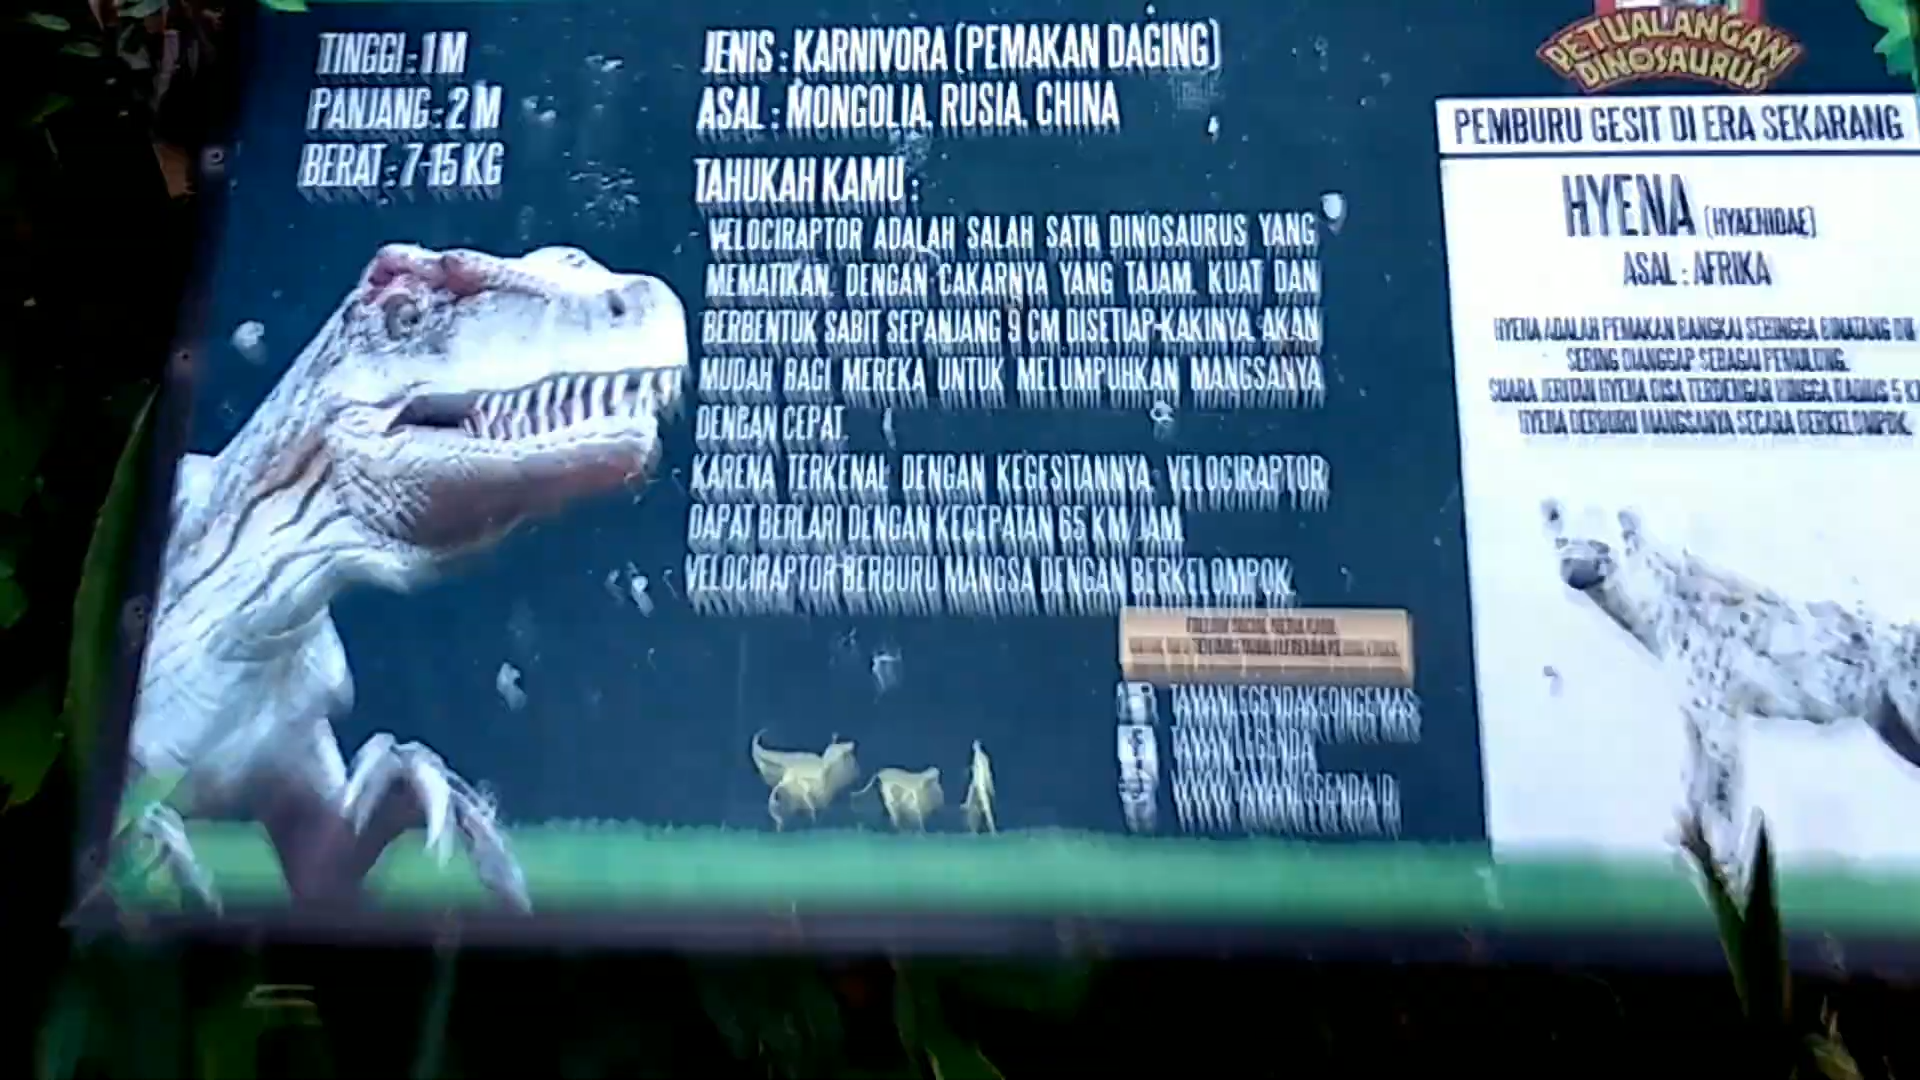 TINGGI : 1 M
PANJANG : 2 M
BERAT : 7-15 KG
JENIS : KARNIVORA (PEMAKAN DAGING)
ASAL : MONGOLIA, RUSIA, CHINA
TAHUKAH KAMU :
VELOCIRAPTOR ADALAH SALAH SATU DINOSAURUS YANG
MEMATIKAN. DENGAN CAKARNYA YANG TAJAM, KUAT DAN
BERBENTUK SABIT SEPANJANG 9 CM DISETIAP KAKINYA. AKAN
MUDAH BAGI MEREKA UNTUK MELUMPUHKAN MANGSANYA
DENGAN CEPAT.
KARENA TERKENAL DENGAN KEGESITANNYA, VELOCIRAPTOR
DAPAT BERLARI DENGAN KECEPATAN 65 KM/JAM.
VELOCIRAPTOR BERBURU MANGSA DENGAN BERKELOMPOK.
FOLLOW SOCIAL MEDIA KAMI
TAMANLEGENDAKEONGEMAS
TAMAN LEGENDA
WWW.TAMANLEGENDA.ID
PETUALANGAN
DINOSAURUS
PEMBURU GESIT DI ERA SEKARANG
HYENA (HYAENIDAE)
ASAL : AFRIKA
HYENA ADALAH PEMAKAN BANGKAI SEHINGGA BINATANG INI
SERING DIANGGAP SEBAGAI PEMULUNG.
SUARA JERITAN HYENA BISA TERDENGAR HINGGA RADIUS 5 K
HYENA BERBURU MANGSANYA SECARA BERKELOMPOK.